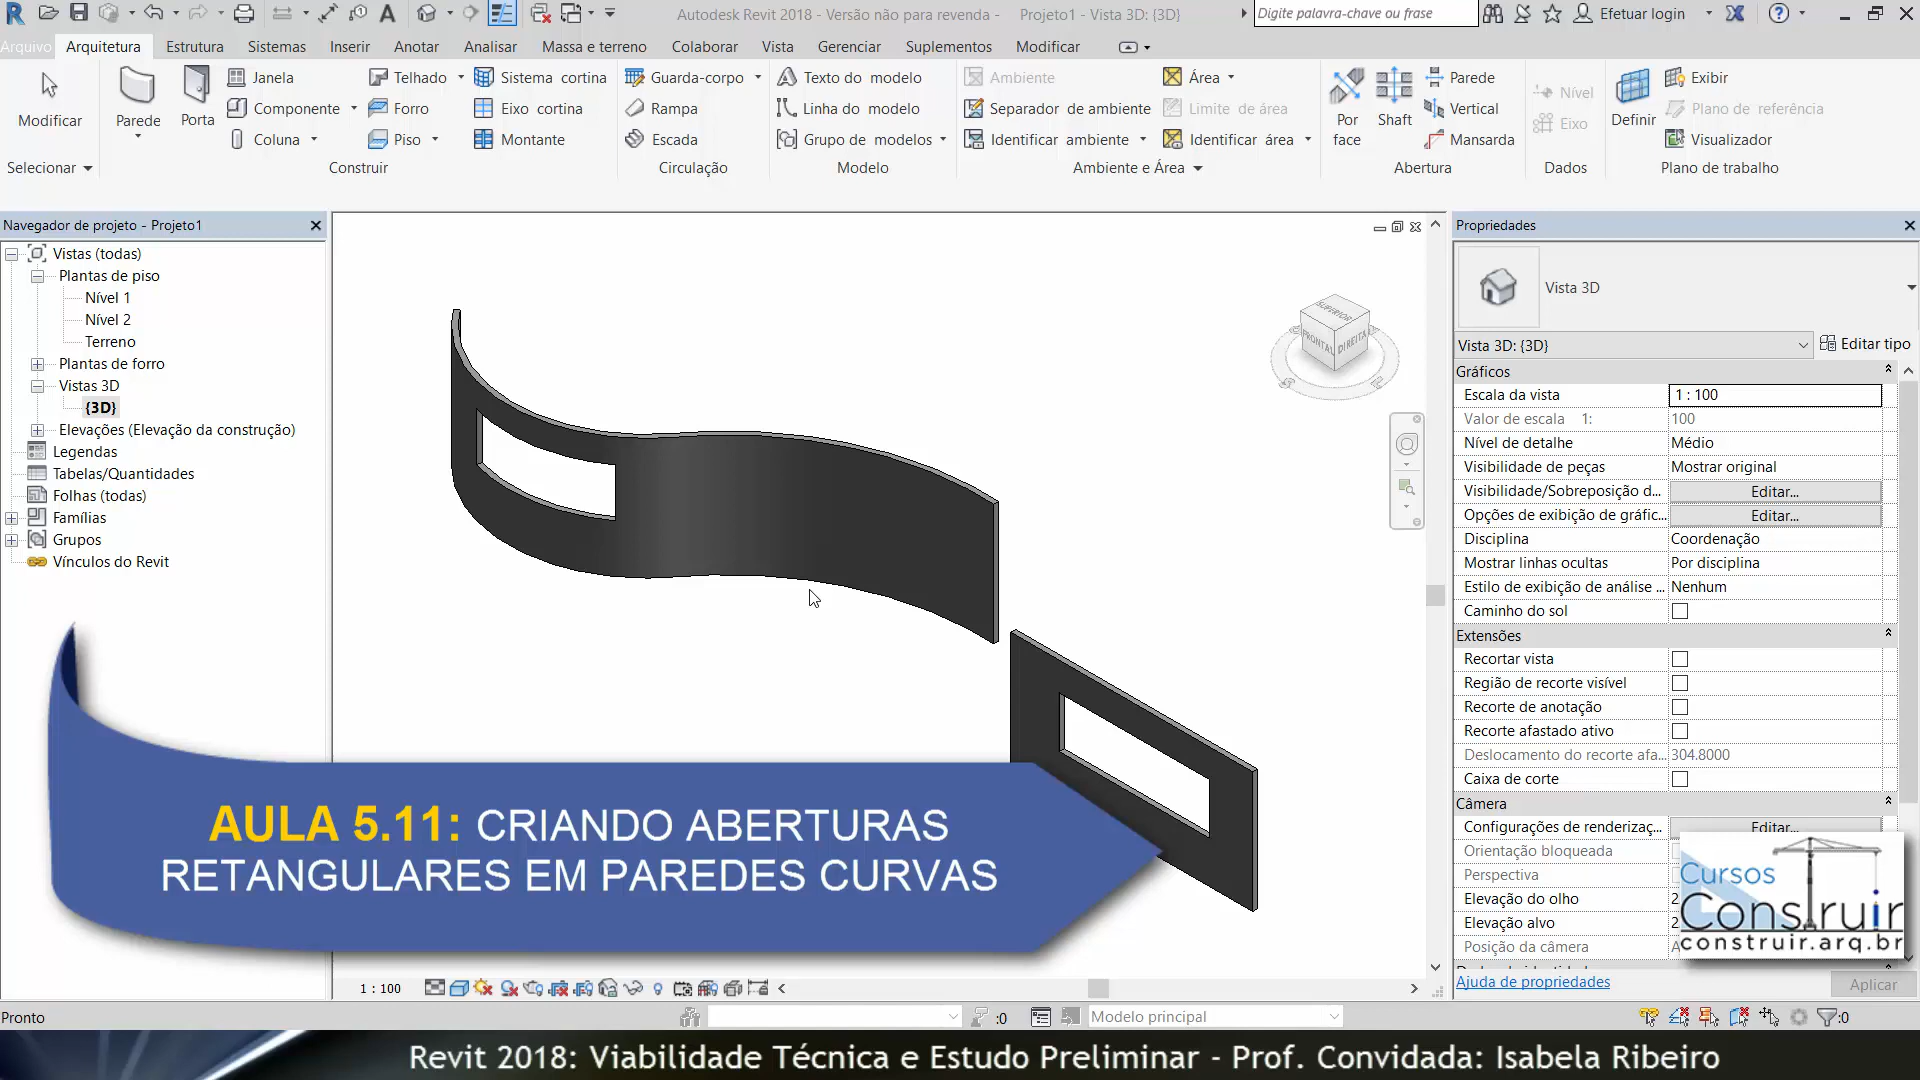 Autodesk Revit 2018 - Versão não para revenda - Projeto1 - Vista 3D: {3D}
Digite palavra-chave ou frase
Efetuar login
Arquivo Arquitetura Estrutura Sistemas Inserir Anotar Analisar Massa e terreno Colaborar Vista Gerenciar Suplementos Modificar
Modificar
Parede
Porta
Janela
Componente
Coluna
Telhado
Forro
Piso
Sistema cortina
Eixo cortina
Montante
Guarda-corpo
Rampa
Escada
Texto do modelo
Linha do modelo
Grupo de modelos
Ambiente
Separador de ambiente
Identificar ambiente
Área
Limite de área
Identificar área
Por face
Shaft
Parede
Vertical
Mansarda
Nível
Eixo
Definir
Exibir
Plano de referência
Visualizador
Selecionar Construir Circulação Modelo Ambiente e Área Abertura Dados Plano de trabalho
Navegador de projeto - Projeto1
Vistas (todas)
Plantas de piso
Nível 1
Nível 2
Terreno
Plantas de forro
Vistas 3D
{3D}
Elevações (Elevação da construção)
Legendas
Tabelas/Quantidades
Folhas (todas)
Famílias
Grupos
Vínculos do Revit
SUPERIOR
FRONTAL
DIREITA
Propriedades
Vista 3D
Vista 3D: {3D} Editar tipo
Gráficos
Escala da vista 1 : 100
Valor de escala 1: 100
Nível de detalhe Médio
Visibilidade de peças Mostrar original
Visibilidade/Sobreposição d... Editar...
Opções de exibição de gráfic... Editar...
Disciplina Coordenação
Mostrar linhas ocultas Por disciplina
Estilo de exibição de análise ... Nenhum
Caminho do sol
Extensões
Recortar vista
Região de recorte visível
Recorte de anotação
Recorte afastado ativo
Deslocamento do recorte afa... 304.8000
Caixa de corte
Câmera
Configurações de renderizaç... Editar...
Orientação bloqueada
Perspectiva
Elevação do olho 2
Elevação alvo 2
Posição da câmera A
Ajuda de propriedades Aplicar
Cursos
Construir
construir.arq.br
AULA 5.11: CRIANDO ABERTURAS
RETANGULARES EM PAREDES CURVAS
1 : 100
Pronto :0 Modelo principal :0
Revit 2018: Viabilidade Técnica e Estudo Preliminar - Prof. Convidada: Isabela Ribeiro